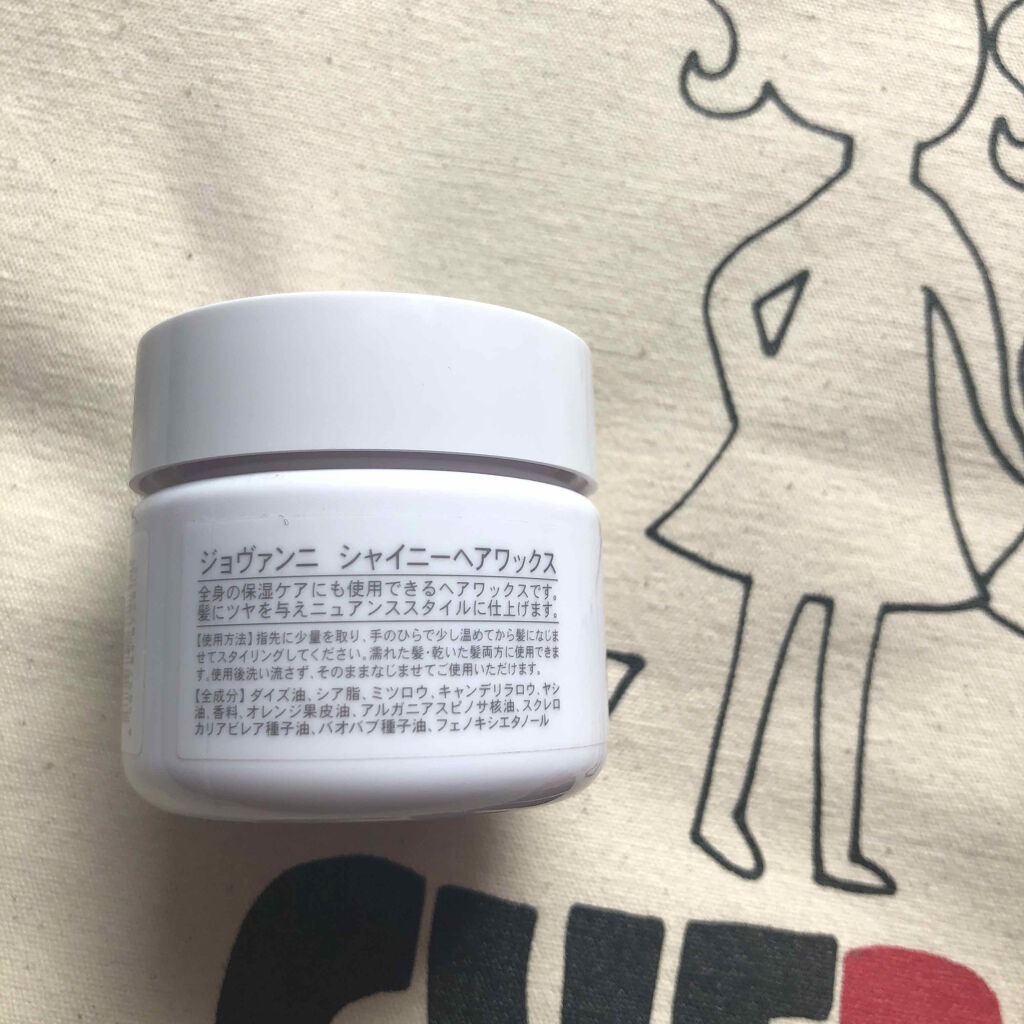 ジョヴァンニ シャイニーヘアワックス
全身の保湿ケアにも使用できるヘアワックスです。
髪にツヤを与えニュアンススタイルに仕上げます。
【使用方法】指先に少量を取り、手のひらで少し温めてから髪になじま
せてスタイリングしてください。濡れた髪・乾いた髪両方に使用できま
す。使用後洗い流さず、そのままなじませてご使用いただけます。
【全成分】ダイズ油、シア脂、ミツロウ、キャンデリラロウ、ヤシ
油、香料、オレンジ果皮油、アルガニアスピノサ核油、スクレロ
カリアビレア種子油、バオバブ種子油、フェノキシエタノール